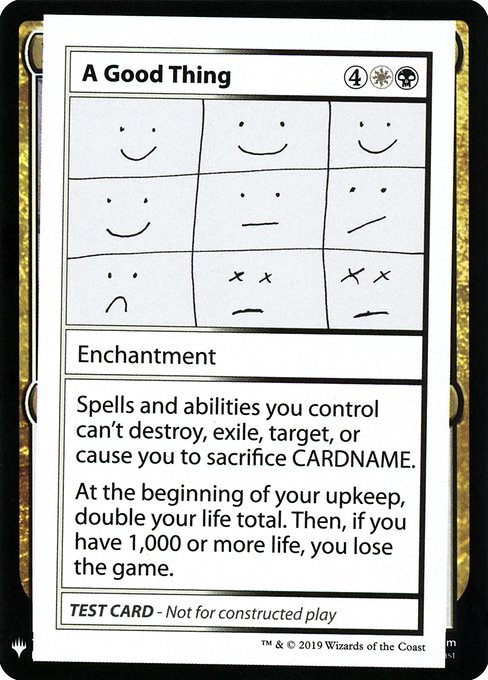 A Good Thing 4
Enchantment
Spells and abilities you control
can't destroy, exile, target, or
cause you to sacrifice CARDNAME.
At the beginning of your upkeep,
double your life total. Then, if you
have 1,000 or more life, you lose
the game.
TEST CARD - Not for constructed play
™ & © 2019 Wizards of the Coast